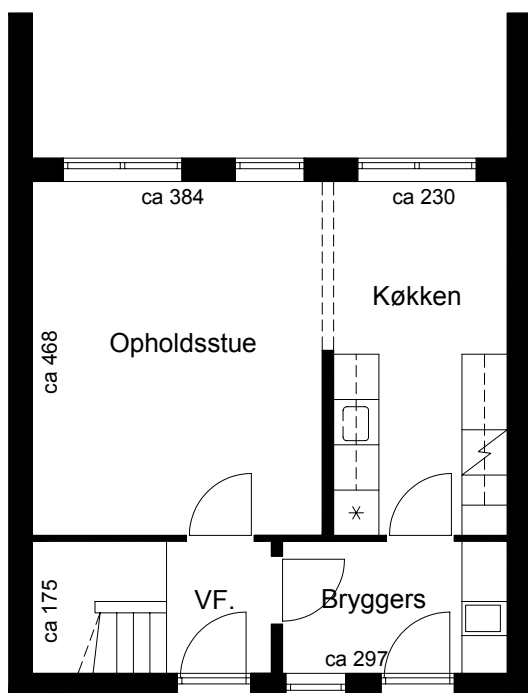 ca 384
ca 230
Køkken
Opholdsstue
ca 468
ca 175
VF.
Bryggers
ca 297